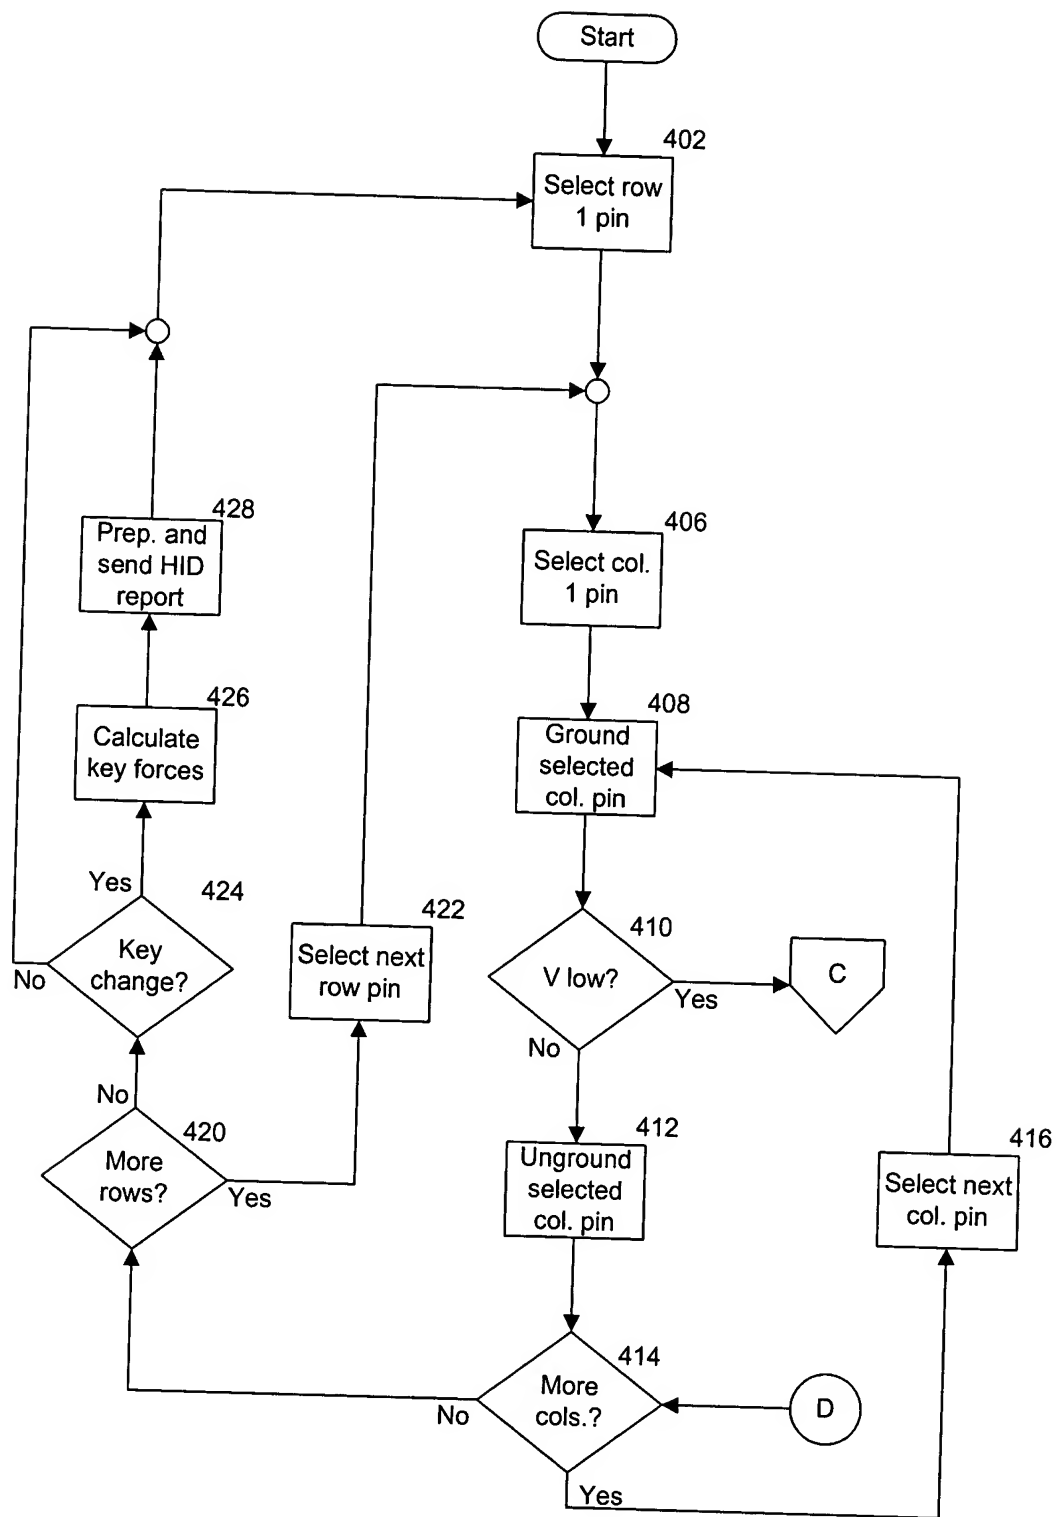 Start
402
Select row
1 pin
428
Prep. and
send HID
report
406
Select col.
1 pin
426
Calculate
key forces
408
Ground
selected
col. pin
Yes
424
Key
change?
No
422
Select next
row pin
410
V low?
Yes
C
No
No
420
More
rows?
Yes
412
Unground
selected
col. pin
416
Select next
col. pin
414
More
cols.?
No
D
Yes